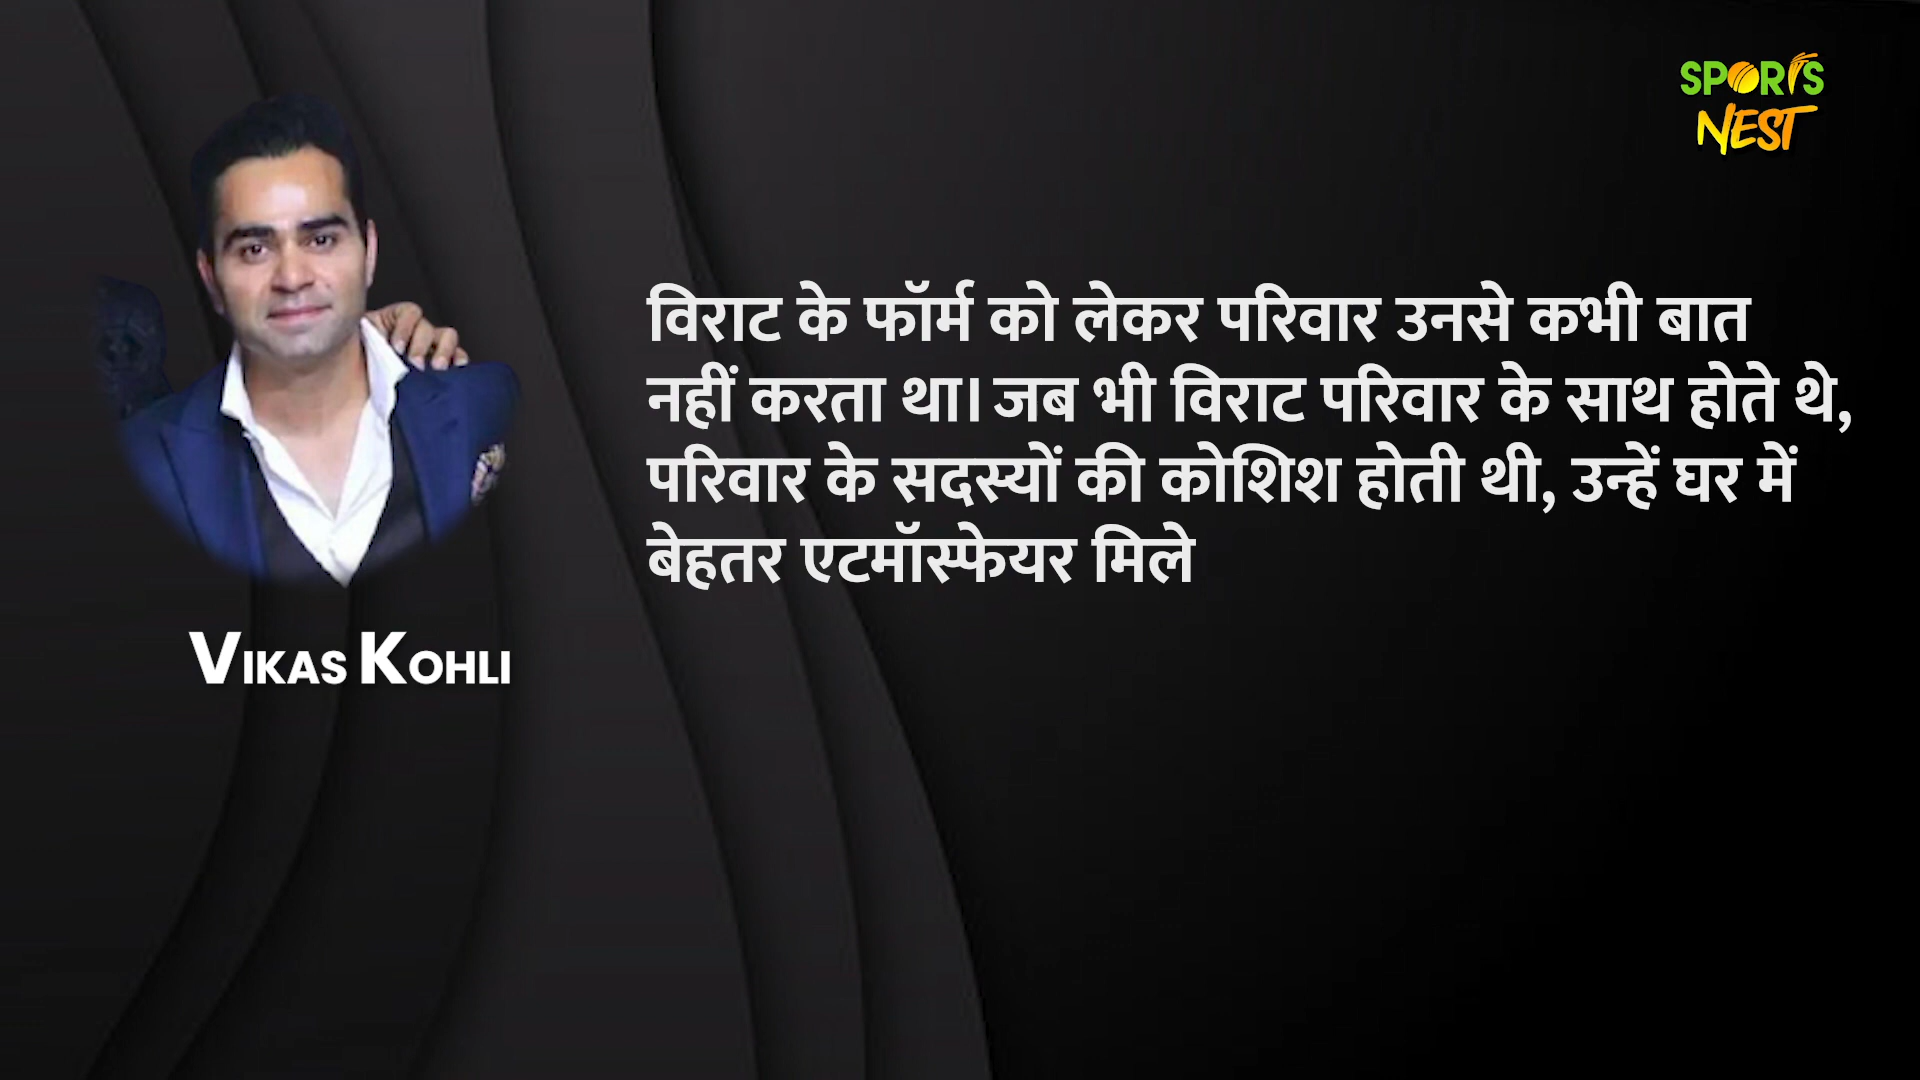 SPORTS
NEST
विराट के फॉर्म को लेकर परिवार उनसे कभी बात
नहीं करता था। जब भी विराट परिवार के साथ होते थे,
परिवार के सदस्यों की कोशिश होती थी, उन्हें घर में
बेहतर एटमॉस्फेयर मिले
VIKAS KOHLI